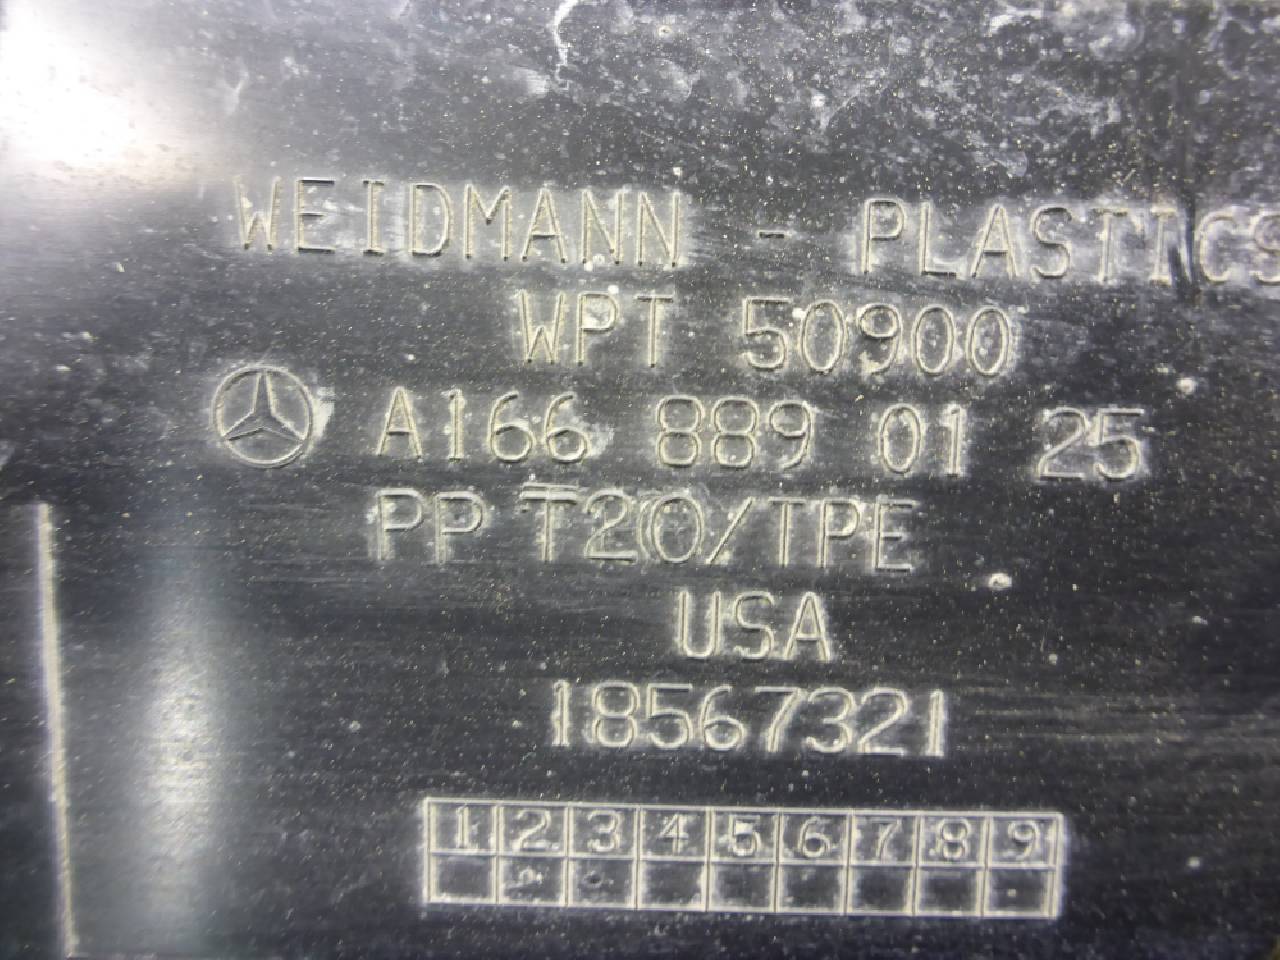 WEIDMANN - PLASTICS
WPT 50900
A166 889 01 25
PP T20/TPE
USA
18567321
1 2 3 4 5 6 7 8 9